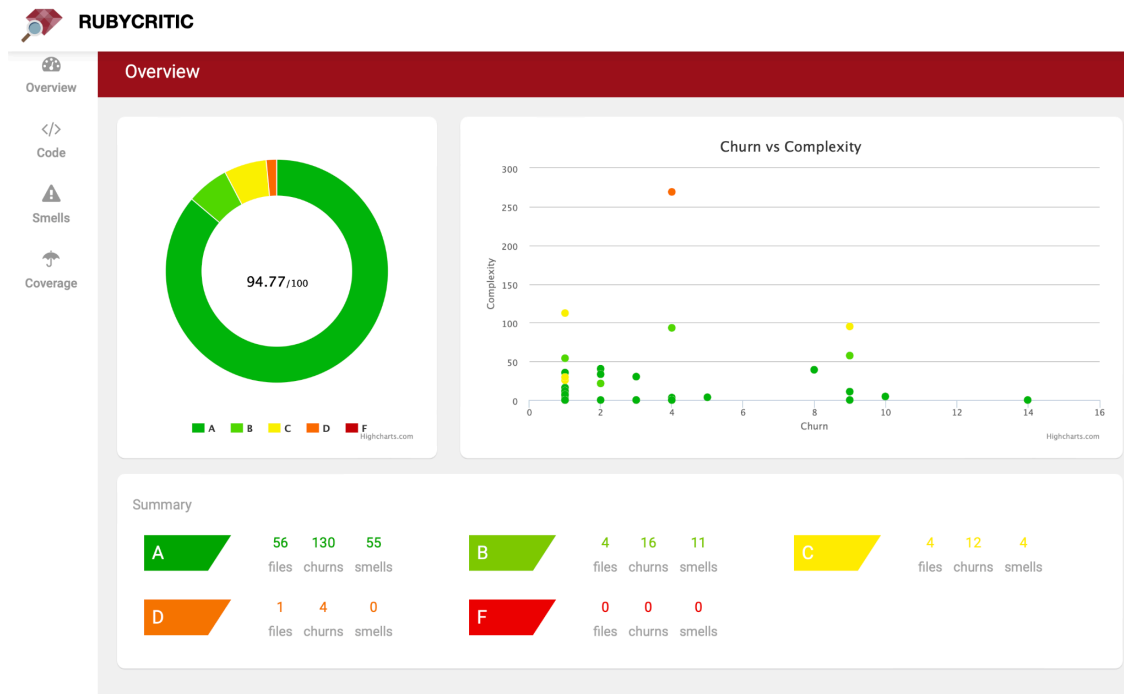 RUBYCRITIC
Overview
Code
Smells
Coverage
Overview
94.77/100
A B C D F
Highcharts.com
Churn vs Complexity
Complexity
300
250
200
150
100
50
0
0 2 4 6 8 10 12 14 16
Churn
Highcharts.com
Summary
A 56 130 55
files churns smells
B 4 16 11
files churns smells
C 4 12 4
files churns smells
D 1 4 0
files churns smells
F 0 0 0
files churns smells